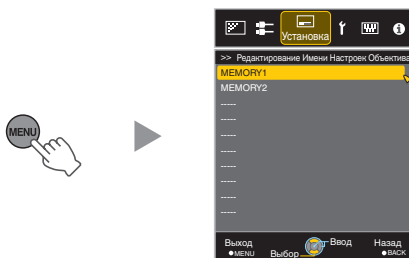 MENU
Установка
>> Редактирование Имени Настроек Объектива
MEMORY1
MEMORY2
-----
-----
-----
-----
-----
-----
-----
-----
Выход Ввод Назад
●MENU Выбор ●BACK